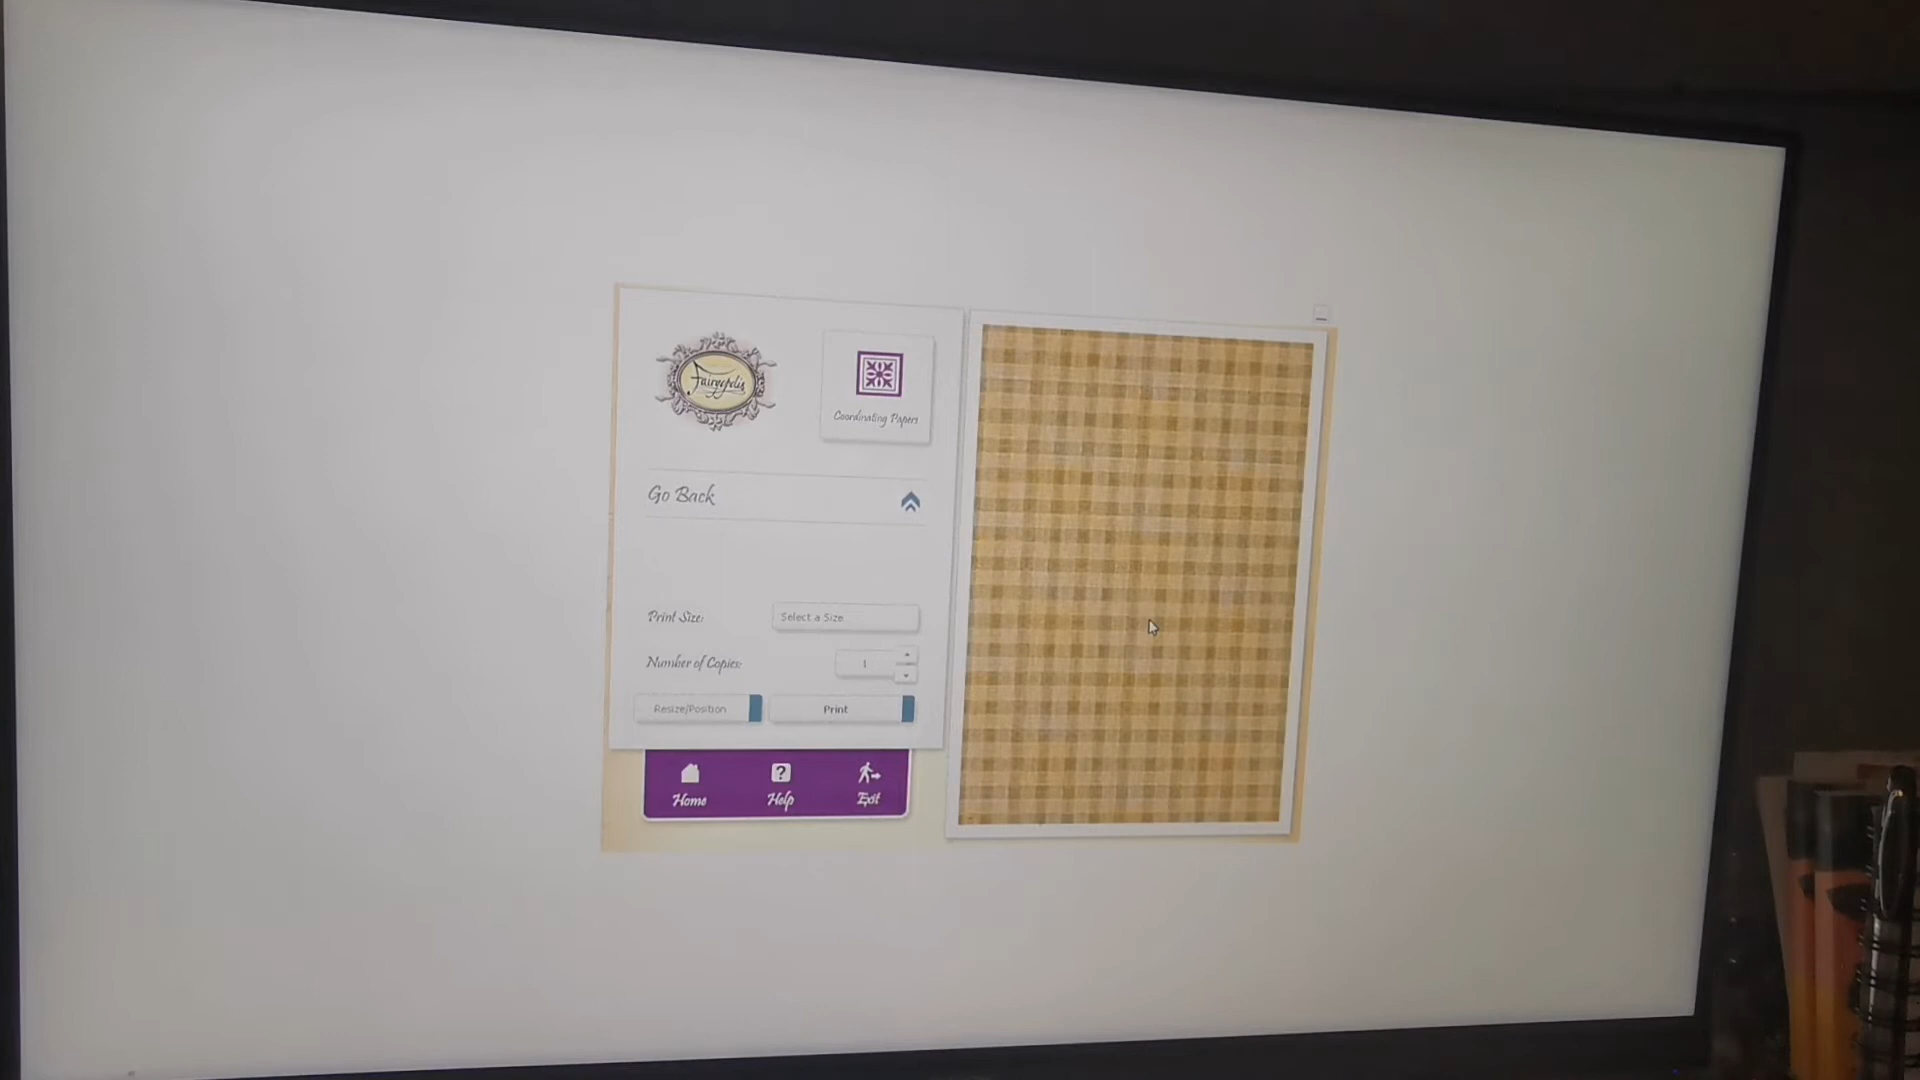 Fairyopolis
Coordinating Papers
Go Back
Print Size:
Select a Size
Number of Copies:
1
Resize/Position
Print
Home
?
Help
Exit